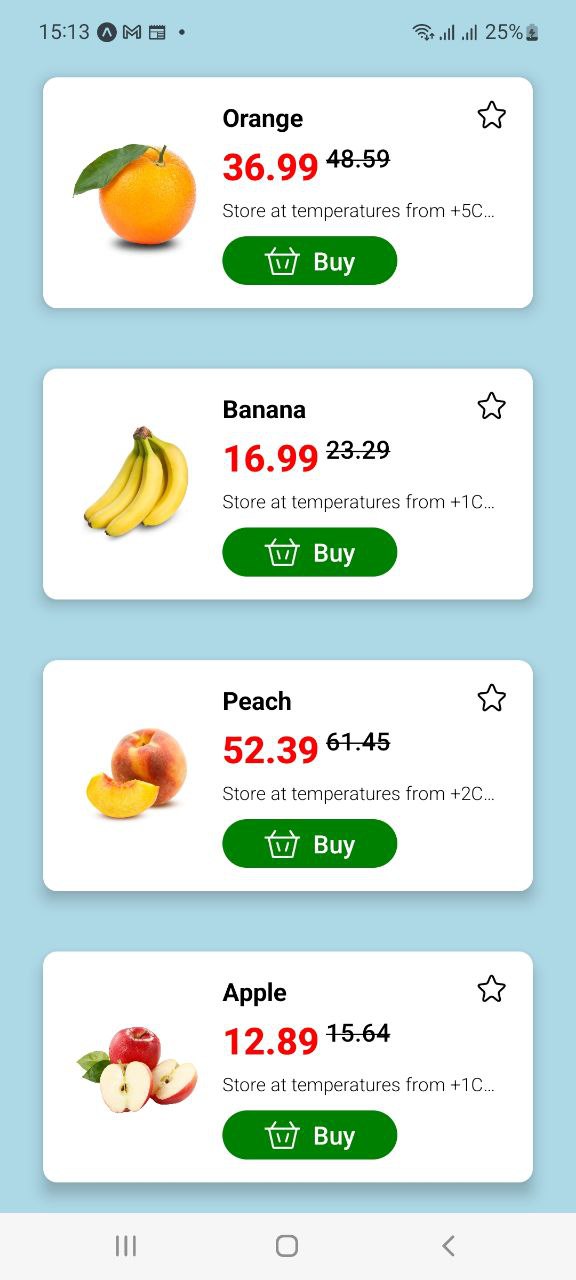 15:13 25%
Orange
36.99 48.59
Store at temperatures from +5C...
Buy
Banana
16.99 23.29
Store at temperatures from +1C...
Buy
Peach
52.39 61.45
Store at temperatures from +2C...
Buy
Apple
12.89 15.64
Store at temperatures from +1C...
Buy